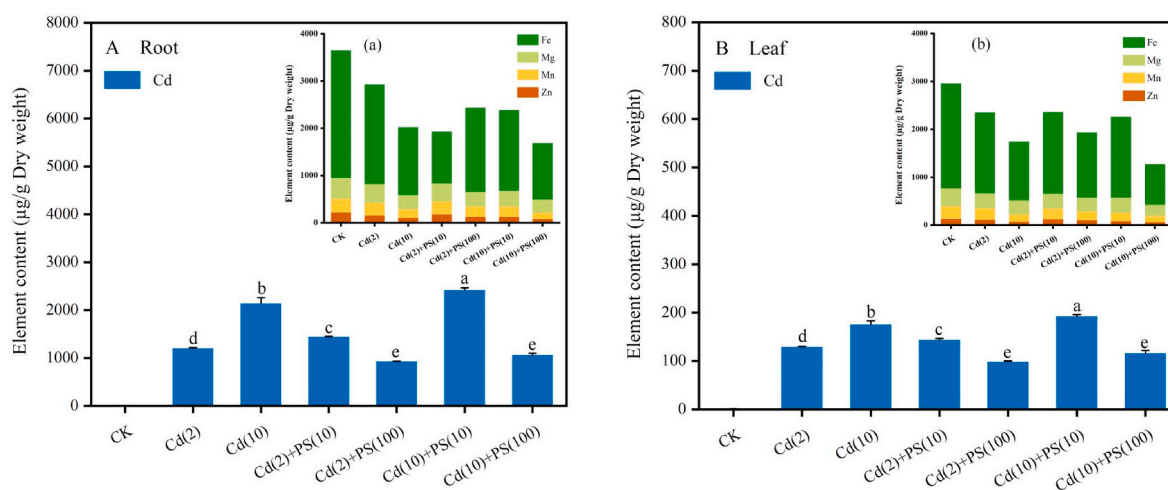 A Root
Cd
Element content (μg/g Dry weight)
8000
7000
6000
5000
4000
3000
2000
1000
0
d
b
c
e
a
e
CK
Cd(2)
Cd(10)
Cd(2)+PS(10)
Cd(2)+PS(100)
Cd(10)+PS(10)
Cd(10)+PS(100)
(a)
Fe
Mg
Mn
Zn
Element content (μg/g Dry weight)
4000
3000
2000
1000
0
CK
Cd(2)
Cd(10)
Cd(2)+PS(10)
Cd(2)+PS(100)
Cd(10)+PS(10)
Cd(10)+PS(100)
B Leaf
Cd
Element content (μg/g Dry weight)
800
700
600
500
400
300
200
100
0
d
b
c
e
a
e
CK
Cd(2)
Cd(10)
Cd(2)+PS(10)
Cd(2)+PS(100)
Cd(10)+PS(10)
Cd(10)+PS(100)
(b)
Fe
Mg
Mn
Zn
Element content (μg/g Dry weight)
4000
3000
2000
1000
0
CK
Cd(2)
Cd(10)
Cd(2)+PS(10)
Cd(2)+PS(100)
Cd(10)+PS(10)
Cd(10)+PS(100)